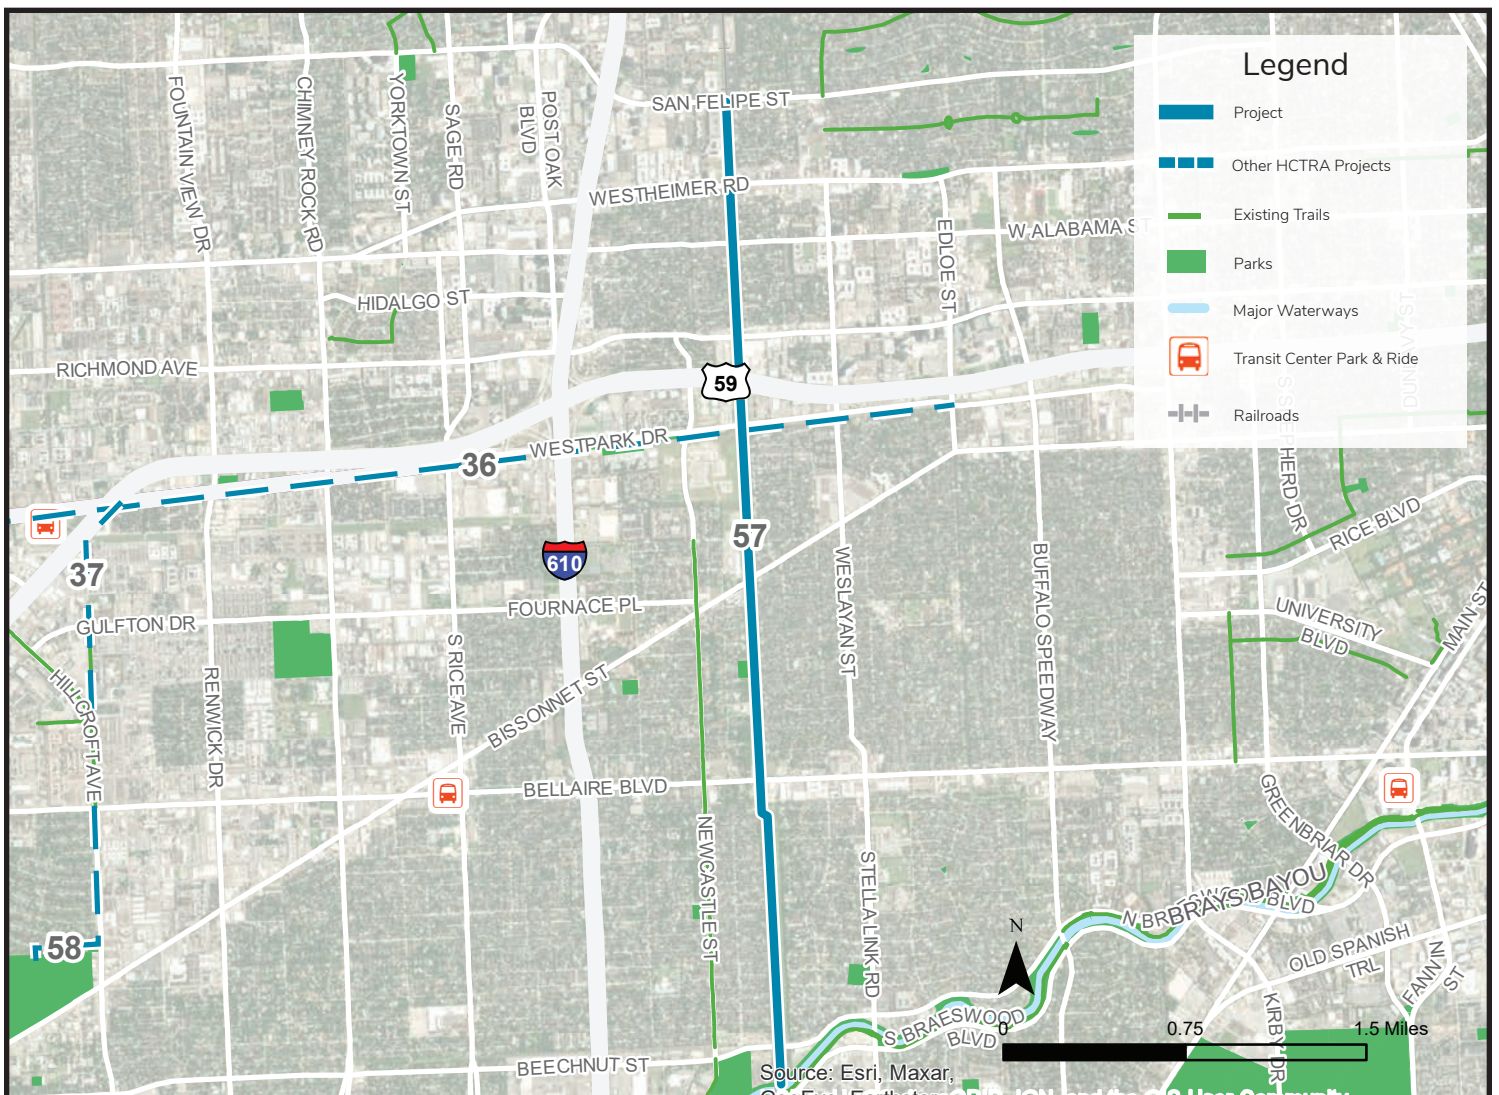 Legend
Project
Other HCTRA Projects
Existing Trails
Parks
Major Waterways
Transit Center Park & Ride
Railroads
SAN FELIPE ST
FOUNTAIN VIEW DR
CHIMNEY ROCK RD
YORKTOWN ST
SAGE RD
POST OAK
BLVD
WESTHEIMER RD
W ALABAMA ST
EDLOE ST
HIDALGO ST
RICHMOND AVE
59
WESTPARK DR
36
57
37
610
FOURNACE PL
GULFTON DR
HILLCROFT AVE
RENWICK DR
S RICE AVE
BISSONNET ST
WESLAYAN ST
BUFFALO SPEEDWAY
RICE BLVD
UNIVERSITY
BLVD
MAIN ST
BELLAIRE BLVD
NEWCASTLE ST
STELLA LINK RD
GREENBRIAR DR
BRAYS BAYOU
BLVD
58
N
OLD SPANISH
TRL
FANNIN
ST
KIRBY DR
S BRAESWOOD
BLVD
0
0.75
1.5 Miles
BEECHNUT ST
Source: Esri, Maxar,